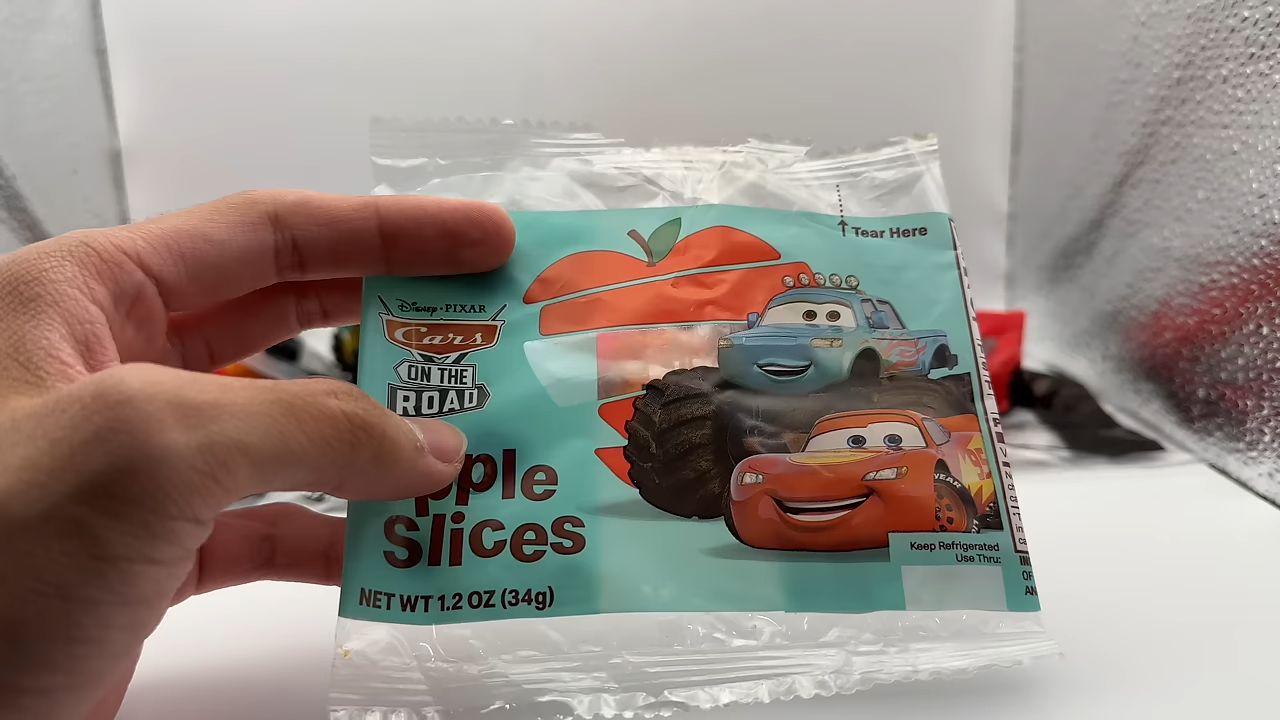 Tear Here
Disney • PIXAR
Cars
ON THE
ROAD
pple
Slices
NET WT 1.2 OZ (34g)
95
Keep Refrigerated
Use Thru: